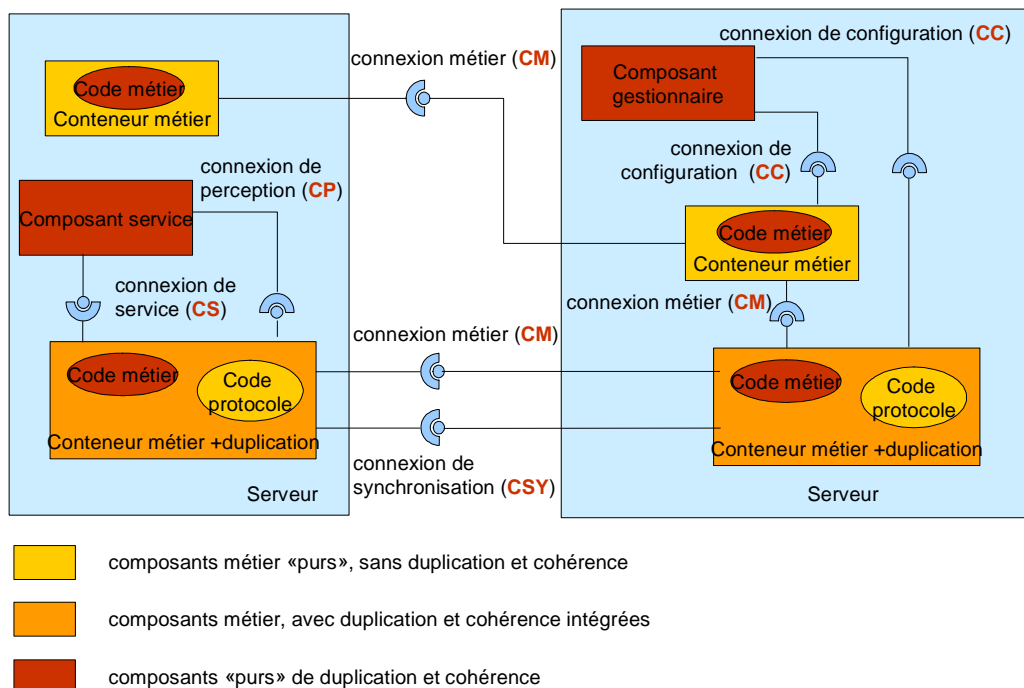 connexion métier (CM)
Code métier
Conteneur métier
connexion de
perception (CP)
Composant service
connexion de
service (CS)
connexion métier (CM)
Code métier
Code
protocole
Conteneur métier +duplication
connexion de
synchronisation (CSY)
Serveur
connexion de configuration (CC)
Composant
gestionnaire
connexion de
configuration (CC)
Code métier
Conteneur métier
connexion métier (CM)
Code métier
Code
protocole
Conteneur métier +duplication
Serveur
composants métier «purs», sans duplication et cohérence
composants métier, avec duplication et cohérence intégrées
composants «purs» de duplication et cohérence